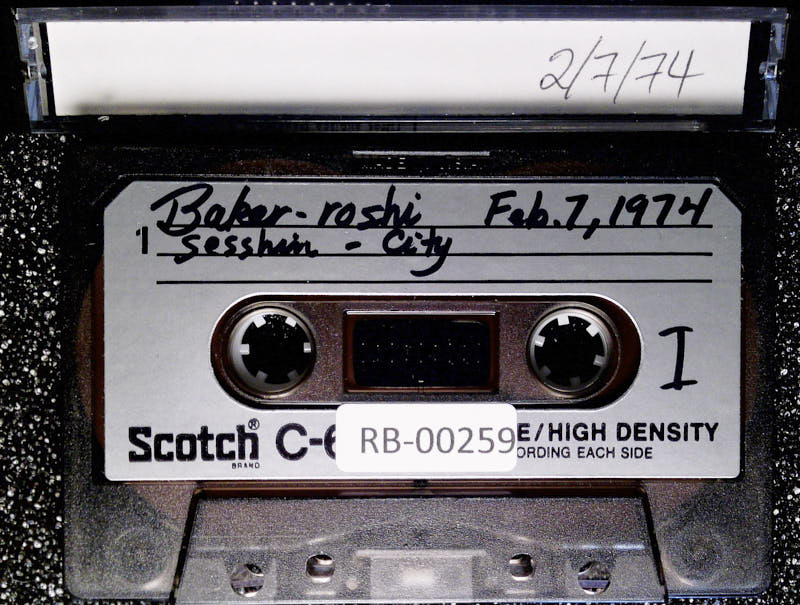 2/7/74
Baker-roshi Feb. 7, 1974
1 sesshin - City
I
Scotch® C-6 RB-00259 E/HIGH DENSITY
BRAND ORDING EACH SIDE